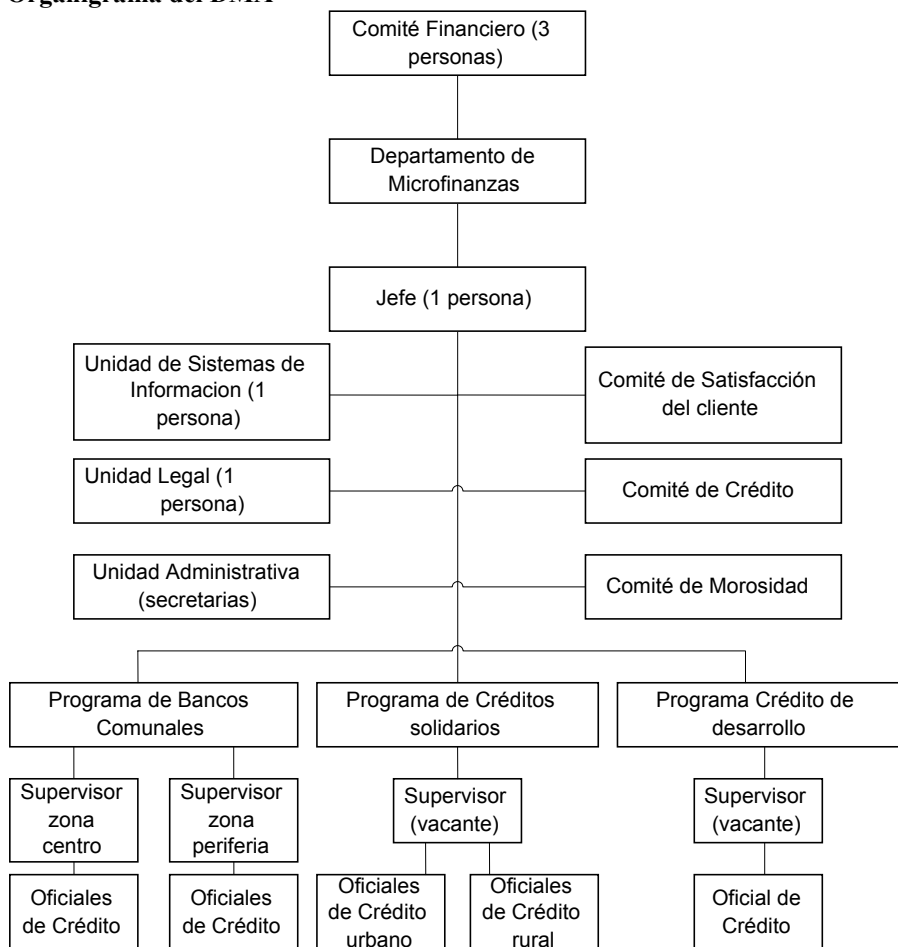 Organigrama del DMA
Comité Financiero (3
personas)
Departamento de
Microfinanzas
Jefe (1 persona)
Unidad de Sistemas de
Informacion (1
persona)
Comité de Satisfacción
del cliente
Unidad Legal (1
persona)
Comité de Crédito
Unidad Administrativa
(secretarias)
Comité de Morosidad
Programa de Bancos
Comunales
Programa de Créditos
solidarios
Programa Crédito de
desarrollo
Supervisor
zona
centro
Supervisor
zona
periferia
Supervisor
(vacante)
Supervisor
(vacante)
Oficiales
de Crédito
Oficiales
de Crédito
Oficiales
de Crédito
urbano
Oficiales
de Crédito
rural
Oficial de
Crédito